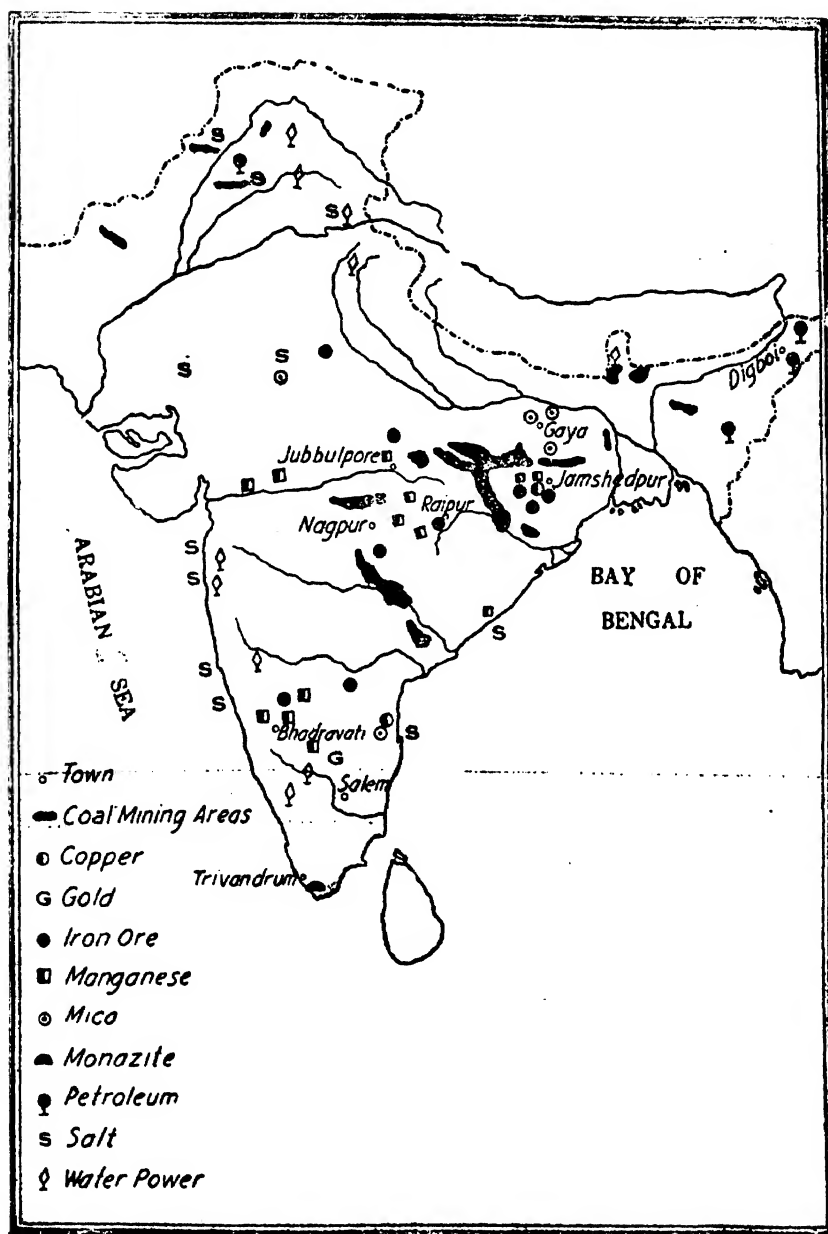 S
S
S
S
S
Digboi
Gaya
Jubbulpore
Jamshedpur
Raipur
Nagpur
ARABIAN SEA
S
S
BAY OF
BENGAL
S
S
S
Bhadravati
S
G
Salem
Town
Coal Mining Areas
Copper
Trivandrum
G Gold
Iron Ore
Manganese
Mica
Monazite
Petroleum
S Salt
Water Power